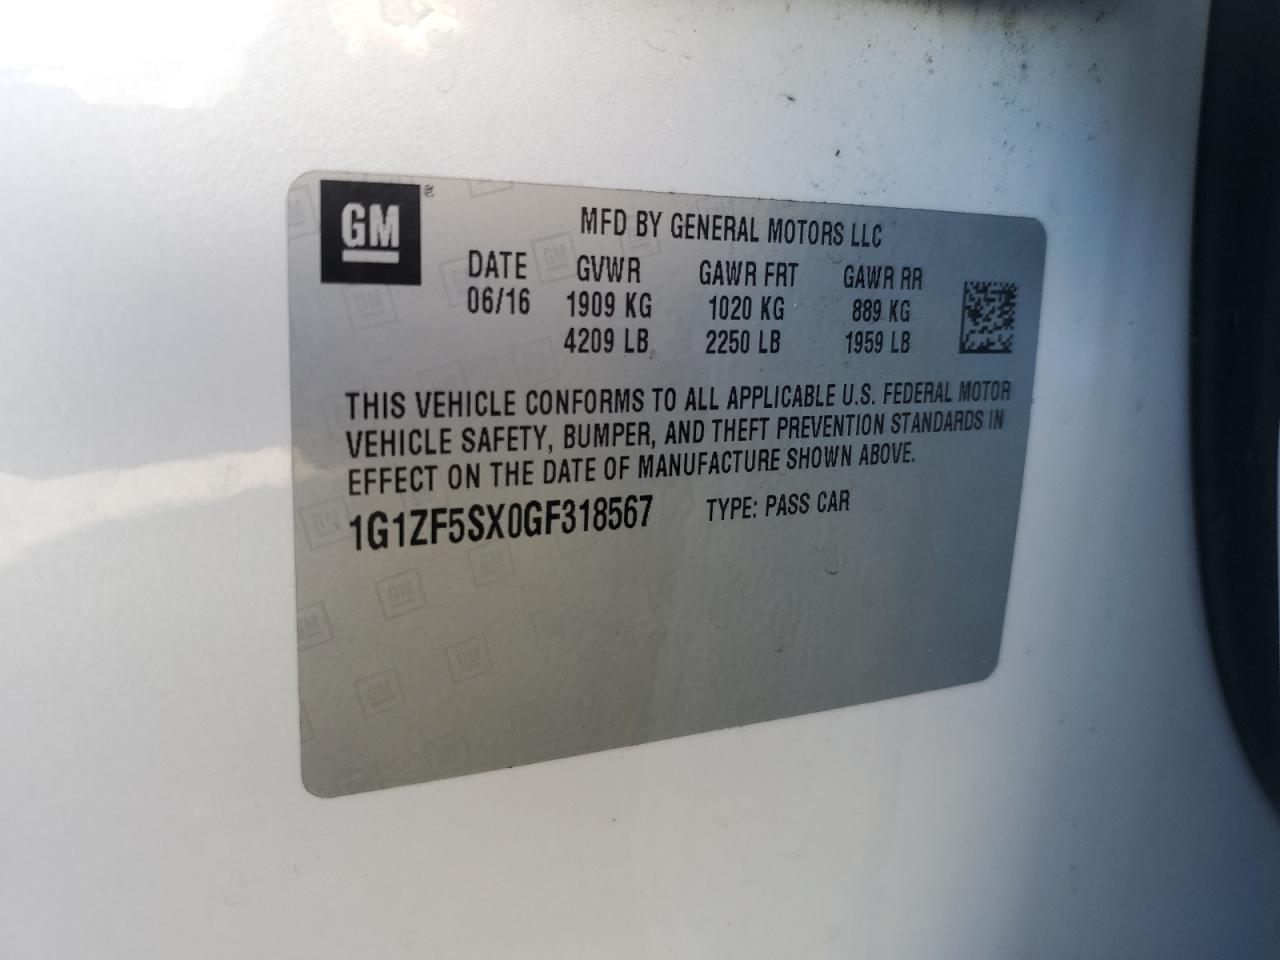 GM
MFD BY GENERAL MOTORS LLC
DATE GVWR GAWR FRT GAWR RR
06/16 1909 KG 1020 KG 889 KG
4209 LB 2250 LB 1959 LB
THIS VEHICLE CONFORMS TO ALL APPLICABLE U.S. FEDERAL MOTOR
VEHICLE SAFETY, BUMPER, AND THEFT PREVENTION STANDARDS IN
EFFECT ON THE DATE OF MANUFACTURE SHOWN ABOVE.
1G1ZF5SX0GF318567 TYPE: PASS CAR